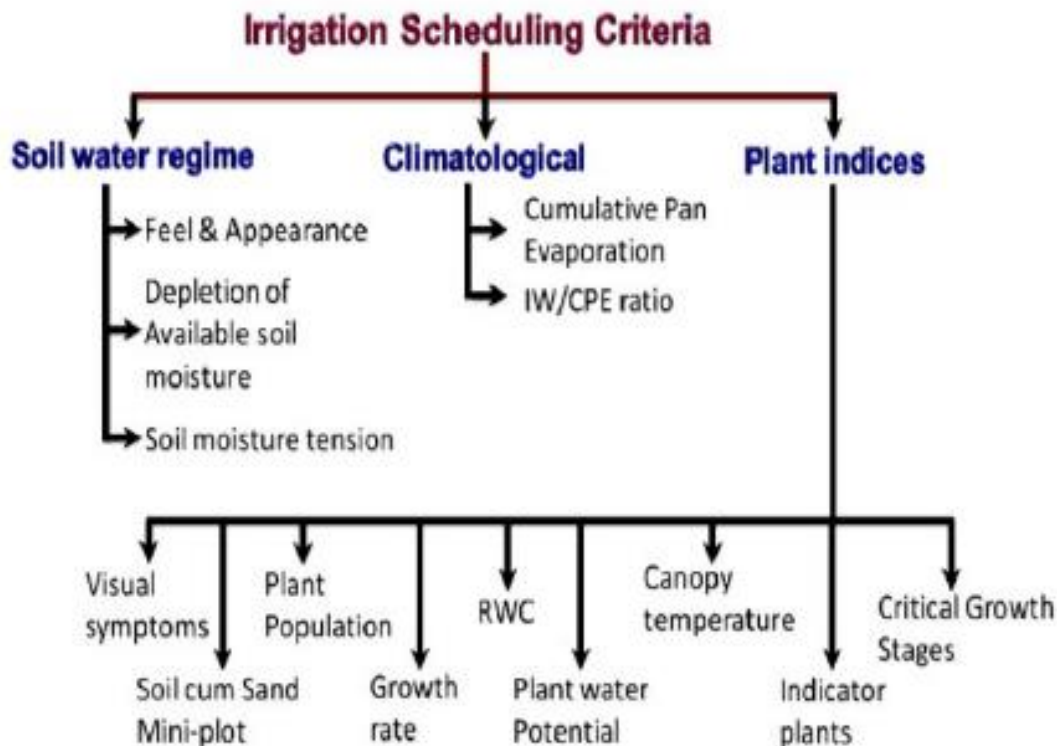 Irrigation Scheduling Criteria
Soil water regime
Climatological
Plant indices
Feel & Appearance
Depletion of
Available soil
moisture
Soil moisture tension
Cumulative Pan
Evaporation
IW/CPE ratio
Visual
symptoms
Soil cum Sand
Mini-plot
Plant
Population
Growth
rate
RWC
Plant water
Potential
Canopy
temperature
Indicator
plants
Critical Growth
Stages